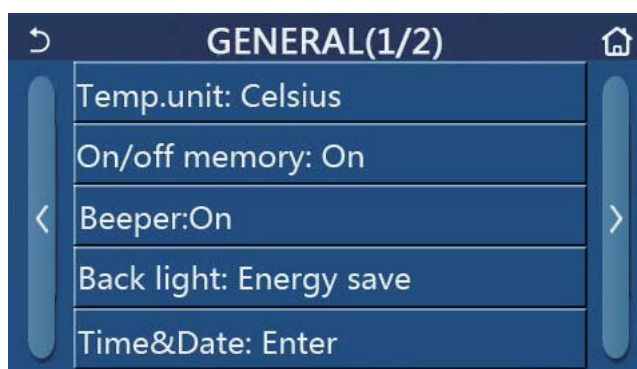 GENERAL(1/2)
Temp.unit: Celsius
On/off memory: On
Beeper:On
Back light: Energy save
Time&Date: Enter